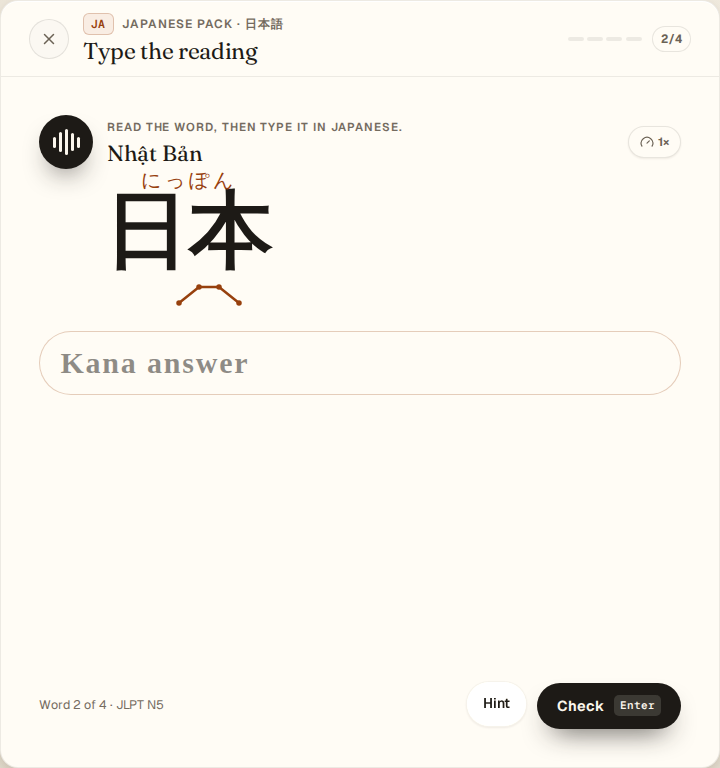 JA JAPANESE PACK · 日本語
Type the reading
2/4
READ THE WORD, THEN TYPE IT IN JAPANESE.
Nhật Bản
1×
にっぽん
日本
Kana answer
Word 2 of 4 · JLPT N5
Hint
Check Enter